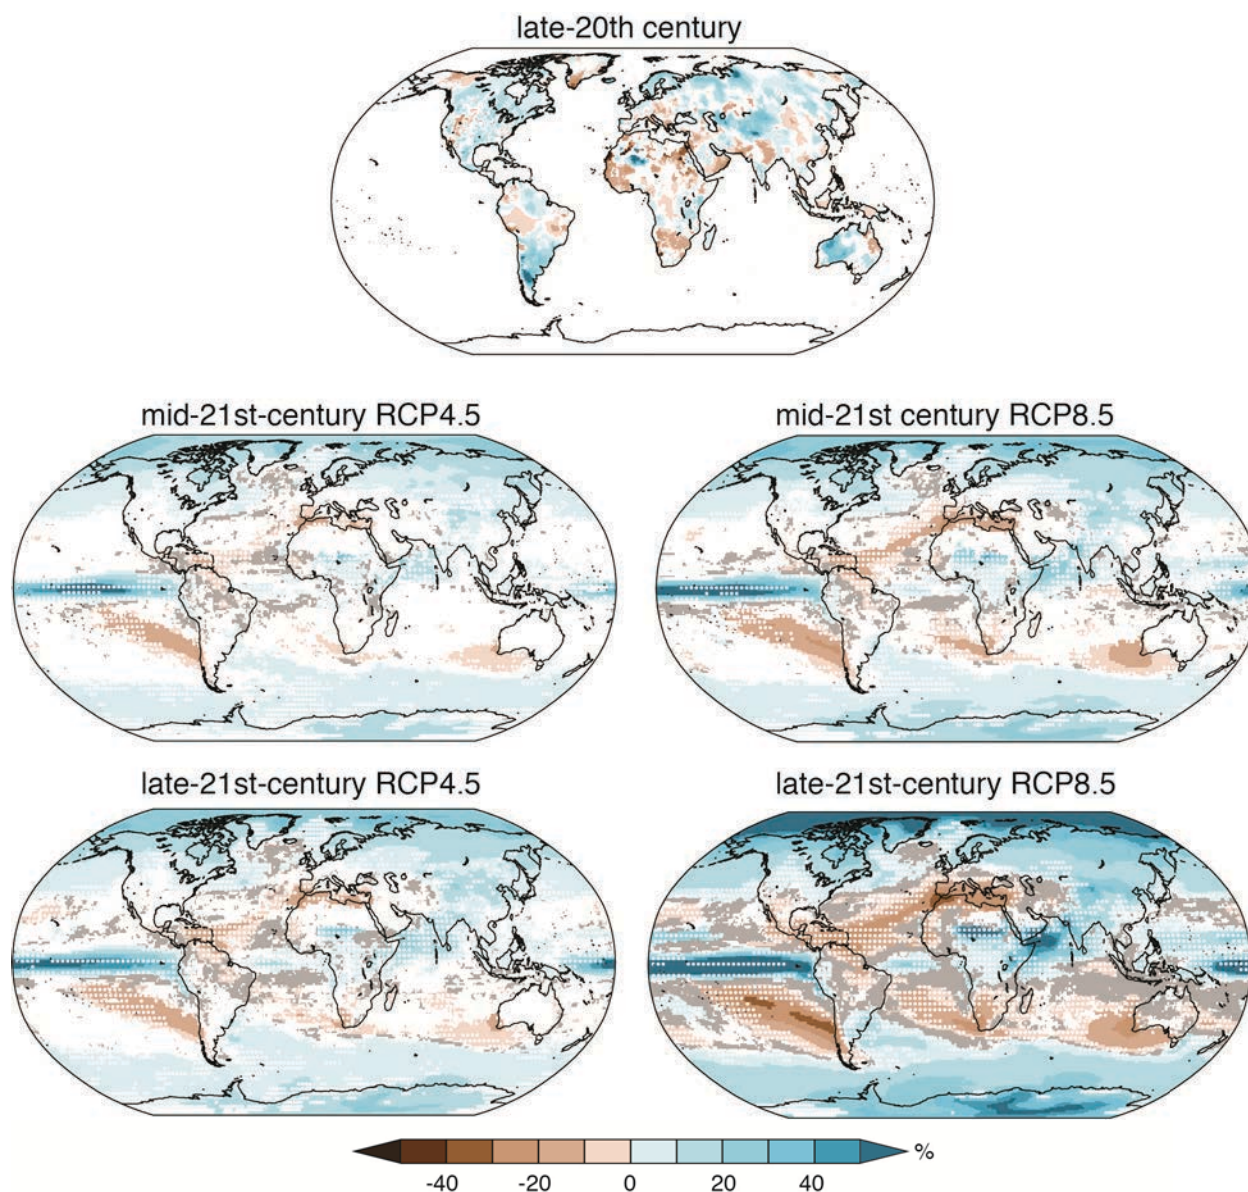 late-20th century
mid-21st-century RCP4.5
mid-21st century RCP8.5
late-21st-century RCP4.5
late-21st-century RCP8.5
%
-40 -20 0 20 40